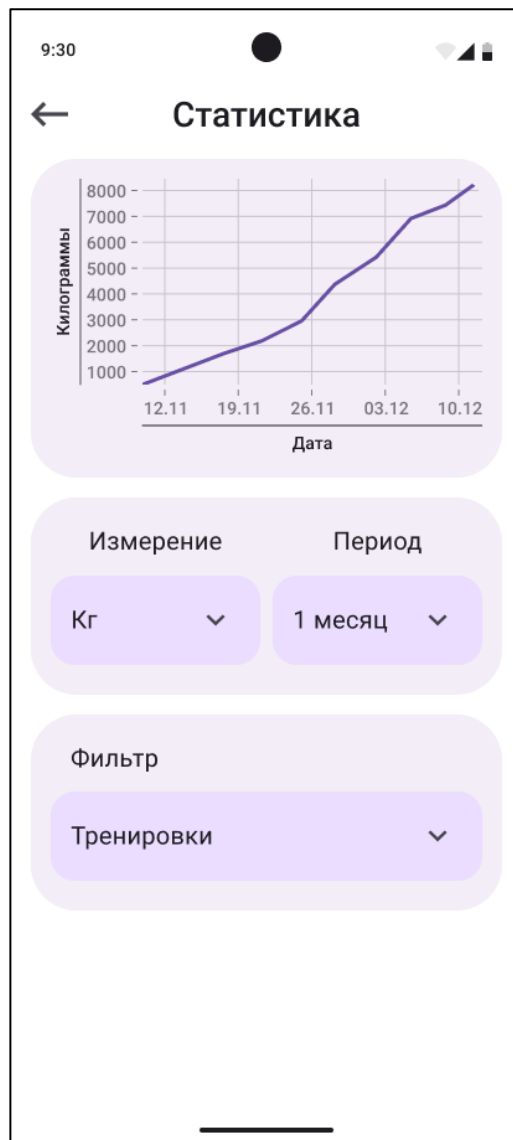 9:30
Статистика
Килограммы
8000
7000
6000
5000
4000
3000
2000
1000
12.11 19.11 26.11 03.12 10.12
Дата
Измерение Период
Кг 1 месяц
Фильтр
Тренировки